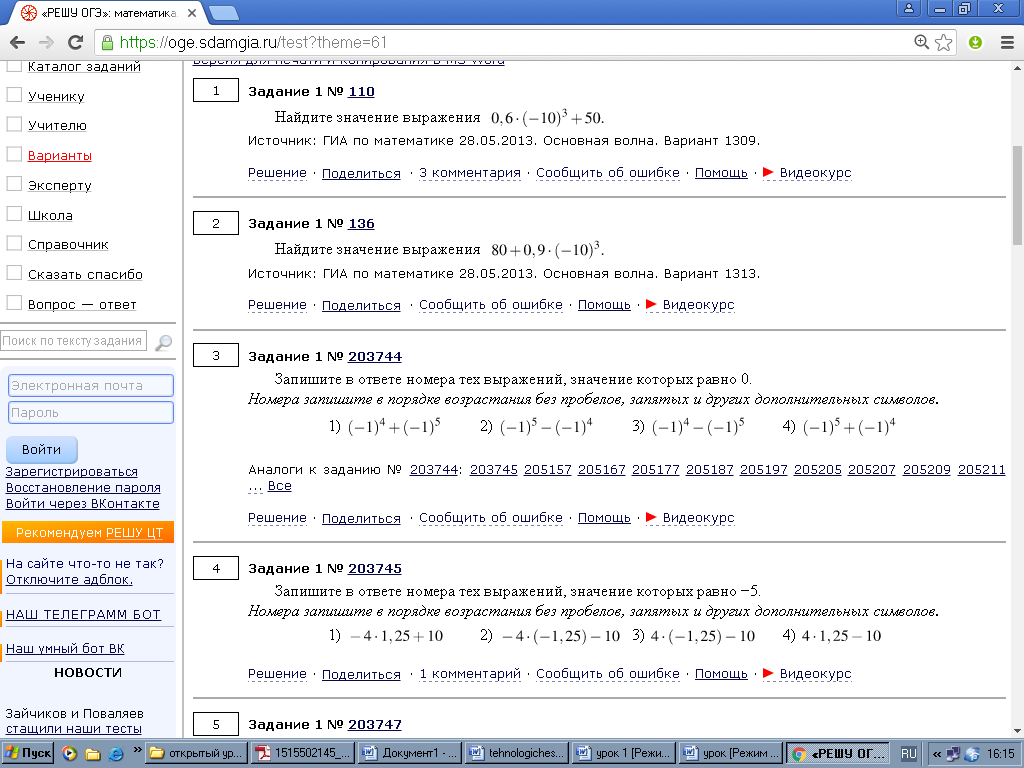 «РЕШУ ОГЭ»: математика.
https://oge.sdamgia.ru/test?theme=61
Каталог заданий
Ученику
Учителю
Варианты
Эксперту
Школа
Справочник
Сказать спасибо
Вопрос — ответ
Поиск по тексту задания
Электронная почта
Пароль
Войти
Зарегистрироваться
Восстановление пароля
Войти через ВКонтакте
Рекомендуем РЕШУ ЦТ
На сайте что-то не так?
Отключите адблок.
НАШ ТЕЛЕГРАММ БОТ
Наш умный бот ВК
НОВОСТИ
Зайчиков и Поваляев
стащили наши тесты
Версия для печати и копирования в MS Word
1 Задание 1 № 110
Найдите значение выражения 0,6·(−10)³+50.
Источник: ГИА по математике 28.05.2013. Основная волна. Вариант 1309.
Решение · Поделиться · 3 комментария · Сообщить об ошибке · Помощь · Видеокурс
2 Задание 1 № 136
Найдите значение выражения 80+0,9·(−10)³.
Источник: ГИА по математике 28.05.2013. Основная волна. Вариант 1313.
Решение · Поделиться · Сообщить об ошибке · Помощь · Видеокурс
3 Задание 1 № 203744
Запишите в ответе номера тех выражений, значение которых равно 0.
Номера запишите в порядке возрастания без пробелов, запятых и других дополнительных символов.
1) (−1)⁴+(−1)⁵ 2) (−1)⁵−(−1)⁴ 3) (−1)⁴−(−1)⁵ 4) (−1)⁵+(−1)⁴
Аналоги к заданию № 203744: 203745 205157 205167 205177 205187 205197 205205 205207 205209 205211
... Все
Решение · Поделиться · Сообщить об ошибке · Помощь · Видеокурс
4 Задание 1 № 203745
Запишите в ответе номера тех выражений, значение которых равно −5.
Номера запишите в порядке возрастания без пробелов, запятых и других дополнительных символов.
1) −4·1,25+10 2) −4·(−1,25)−10 3) 4·(−1,25)−10 4) 4·1,25−10
Решение · Поделиться · 1 комментарий · Сообщить об ошибке · Помощь · Видеокурс
5 Задание 1 № 203747
Пуск » открытый ур... 1515502145_... Документ1 - ... tehnologiches... урок 1 [Режи... урок [Режим ... «РЕШУ ОГ... RU « 16:15